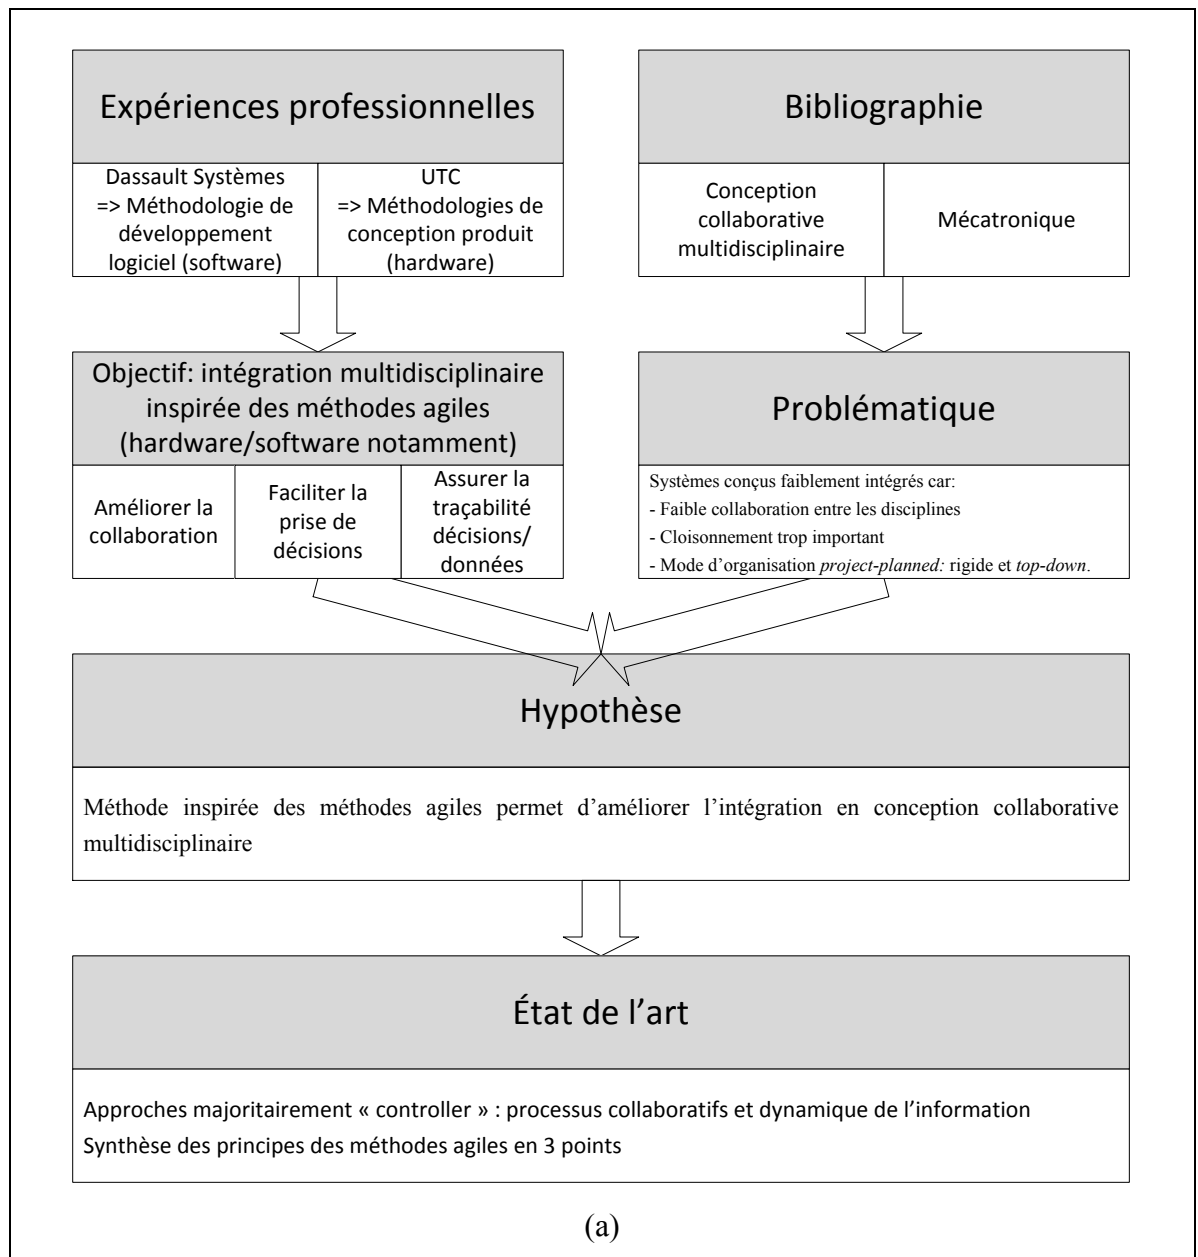 Expériences professionnelles
Dassault Systèmes
=> Méthodologie de
développement
logiciel (software)
UTC
=> Méthodologies de
conception produit
(hardware)
Bibliographie
Conception
collaborative
multidisciplinaire
Mécatronique
Objectif: intégration multidisciplinaire
inspirée des méthodes agiles
(hardware/software notamment)
Améliorer la
collaboration
Faciliter la
prise de
décisions
Assurer la
traçabilité
décisions/
données
Problématique
Systèmes conçus faiblement intégrés car:
- Faible collaboration entre les disciplines
- Cloisonnement trop important
- Mode d’organisation project-planned: rigide et top-down.
Hypothèse
Méthode inspirée des méthodes agiles permet d’améliorer l’intégration en conception collaborative
multidisciplinaire
État de l’art
Approches majoritairement « controller » : processus collaboratifs et dynamique de l’information
Synthèse des principes des méthodes agiles en 3 points
(a)